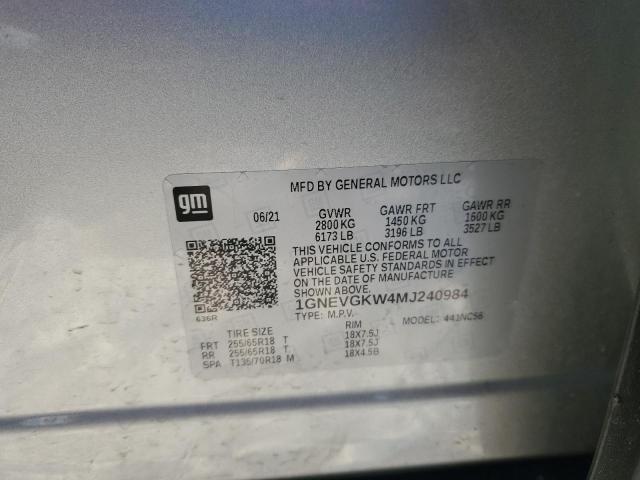 gm
MFD BY GENERAL MOTORS LLC
06/21 GVWR GAWR FRT GAWR RR
2800 KG 1450 KG 1600 KG
6173 LB 3196 LB 3527 LB
THIS VEHICLE CONFORMS TO ALL
APPLICABLE U.S. FEDERAL MOTOR
VEHICLE SAFETY STANDARDS IN EFFECT
ON THE DATE OF MANUFACTURE
SHOWN ABOVE.
1GNEVGKW4MJ240984
636R TYPE: M.P.V. MODEL: 441NC56
TIRE SIZE RIM
FRT 255/65R18 T 18X7.5J
RR 255/65R18 T 18X7.5J
SPA T135/70R18 M 18X4.5B